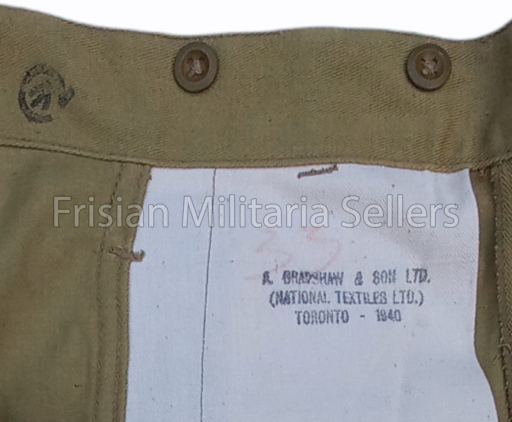 Frisian Militaria Sellers
A. BRADSHAW & SON LTD.
(NATIONAL TEXTILES LTD.)
TORONTO - 1940